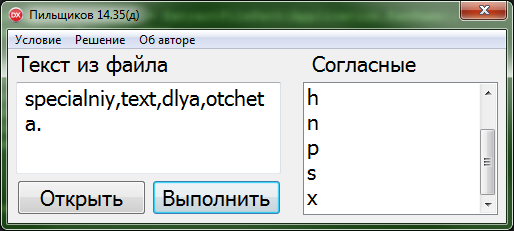 Пильщиков 14.35(д)
Условие Решение Об авторе
Текст из файла
Согласные
specialniy,text,dlya,otchet
a.
h
n
p
s
x
Открыть Выполнить